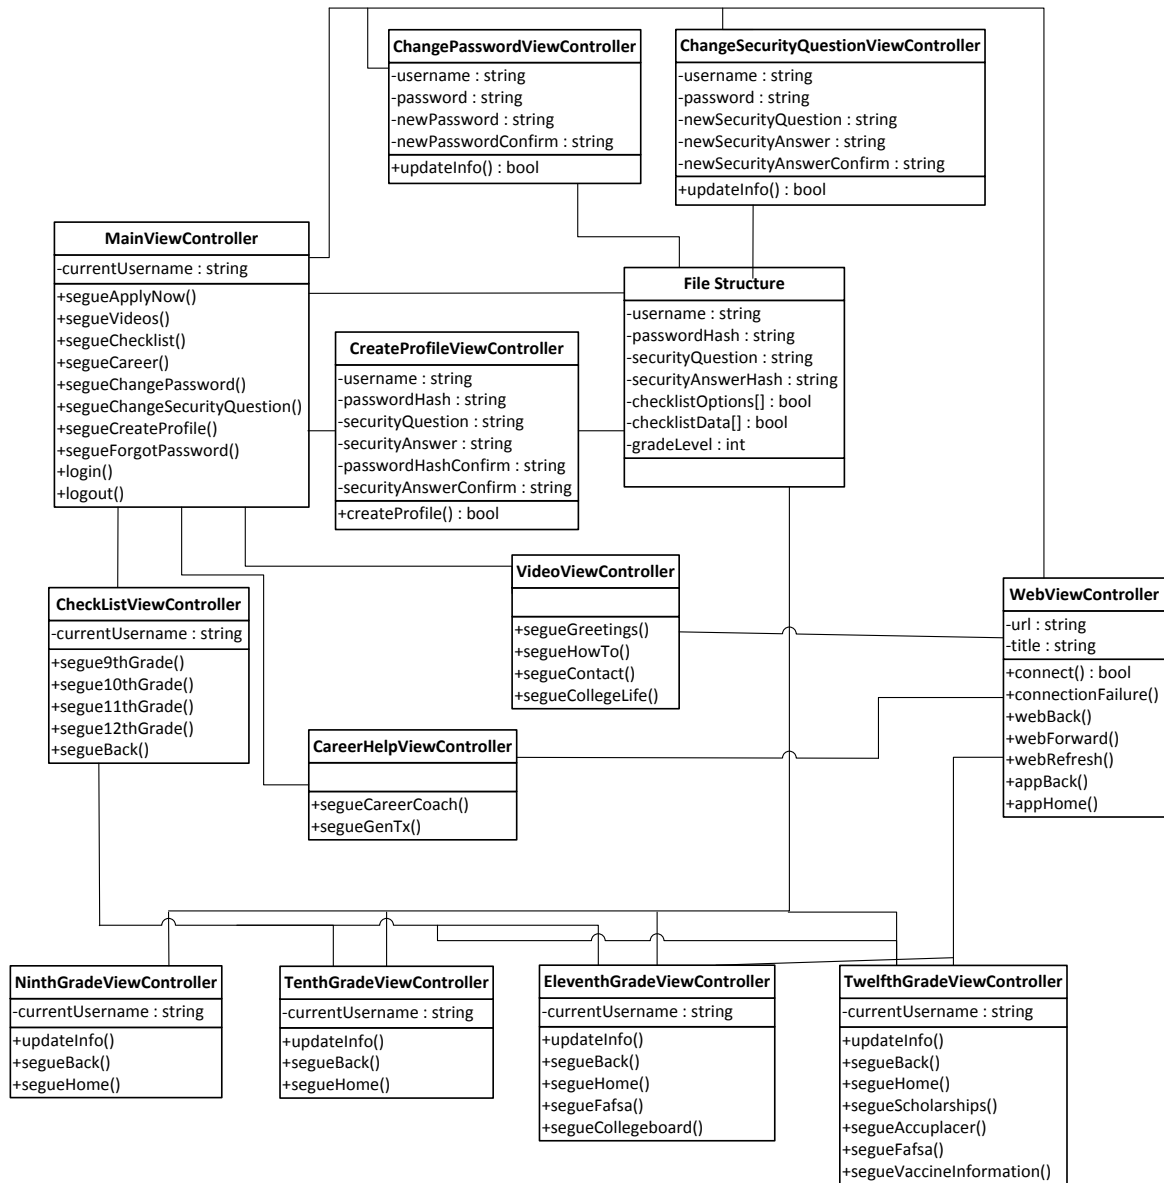 ChangePasswordViewController
-username : string
-password : string
-newPassword : string
-newPasswordConfirm : string
+updateInfo() : bool
ChangeSecurityQuestionViewController
-username : string
-password : string
-newSecurityQuestion : string
-newSecurityAnswer : string
-newSecurityAnswerConfirm : string
+updateInfo() : bool
MainViewController
-currentUsername : string
+segueApplyNow()
+segueVideos()
+segueChecklist()
+segueCareer()
+segueChangePassword()
+segueChangeSecurityQuestion()
+segueCreateProfile()
+segueForgotPassword()
+login()
+logout()
CreateProfileViewController
-username : string
-passwordHash : string
-securityQuestion : string
-securityAnswer : string
-passwordHashConfirm : string
-securityAnswerConfirm : string
+createProfile() : bool
File Structure
-username : string
-passwordHash : string
-securityQuestion : string
-securityAnswerHash : string
-checklistOptions[] : bool
-checklistData[] : bool
-gradeLevel : int
CheckListViewController
-currentUsername : string
+segue9thGrade()
+segue10thGrade()
+segue11thGrade()
+segue12thGrade()
+segueBack()
VideoViewController
+segueGreetings()
+segueHowTo()
+segueContact()
+segueCollegeLife()
WebViewController
-url : string
-title : string
+connect() : bool
+connectionFailure()
+webBack()
+webForward()
+webRefresh()
+appBack()
+appHome()
CareerHelpViewController
+segueCareerCoach()
+segueGenTx()
NinthGradeViewController
-currentUsername : string
+updateInfo()
+segueBack()
+segueHome()
TenthGradeViewController
-currentUsername : string
+updateInfo()
+segueBack()
+segueHome()
EleventhGradeViewController
-currentUsername : string
+updateInfo()
+segueBack()
+segueHome()
+segueFafsa()
+segueCollegeboard()
TwelfthGradeViewController
-currentUsername : string
+updateInfo()
+segueBack()
+segueHome()
+segueScholarships()
+segueAccuplacer()
+segueFafsa()
+segueVaccineInformation()